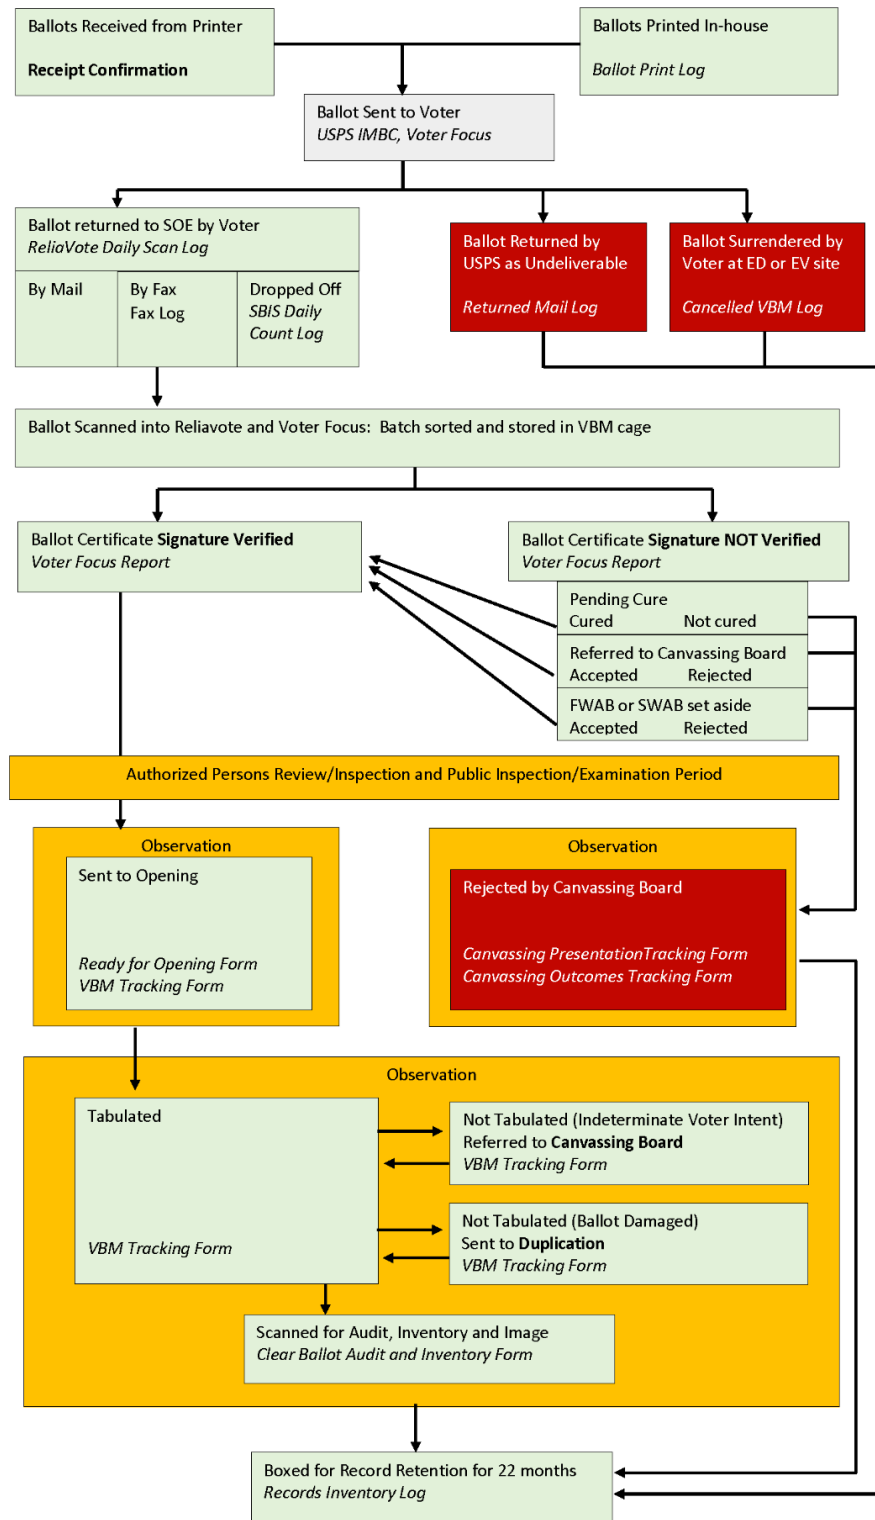 Ballots Received from Printer
Receipt Confirmation
Ballots Printed In-house
Ballot Print Log
Ballot Sent to Voter
USPS IMBC, Voter Focus
Ballot returned to SOE by Voter
ReliaVote Daily Scan Log
By Mail
By Fax
Fax Log
Dropped Off
SBIS Daily
Count Log
Ballot Returned by
USPS as Undeliverable
Returned Mail Log
Ballot Surrendered by
Voter at ED or EV site
Cancelled VBM Log
Ballot Scanned into Reliavote and Voter Focus: Batch sorted and stored in VBM cage
Ballot Certificate Signature Verified
Voter Focus Report
Ballot Certificate Signature NOT Verified
Voter Focus Report
Pending Cure
Cured Not cured
Referred to Canvassing Board
Accepted Rejected
FWAB or SWAB set aside
Accepted Rejected
Authorized Persons Review/Inspection and Public Inspection/Examination Period
Observation
Sent to Opening
Ready for Opening Form
VBM Tracking Form
Observation
Rejected by Canvassing Board
Canvassing PresentationTracking Form
Canvassing Outcomes Tracking Form
Observation
Tabulated
VBM Tracking Form
Not Tabulated (Indeterminate Voter Intent)
Referred to Canvassing Board
VBM Tracking Form
Not Tabulated (Ballot Damaged)
Sent to Duplication
VBM Tracking Form
Scanned for Audit, Inventory and Image
Clear Ballot Audit and Inventory Form
Boxed for Record Retention for 22 months
Records Inventory Log